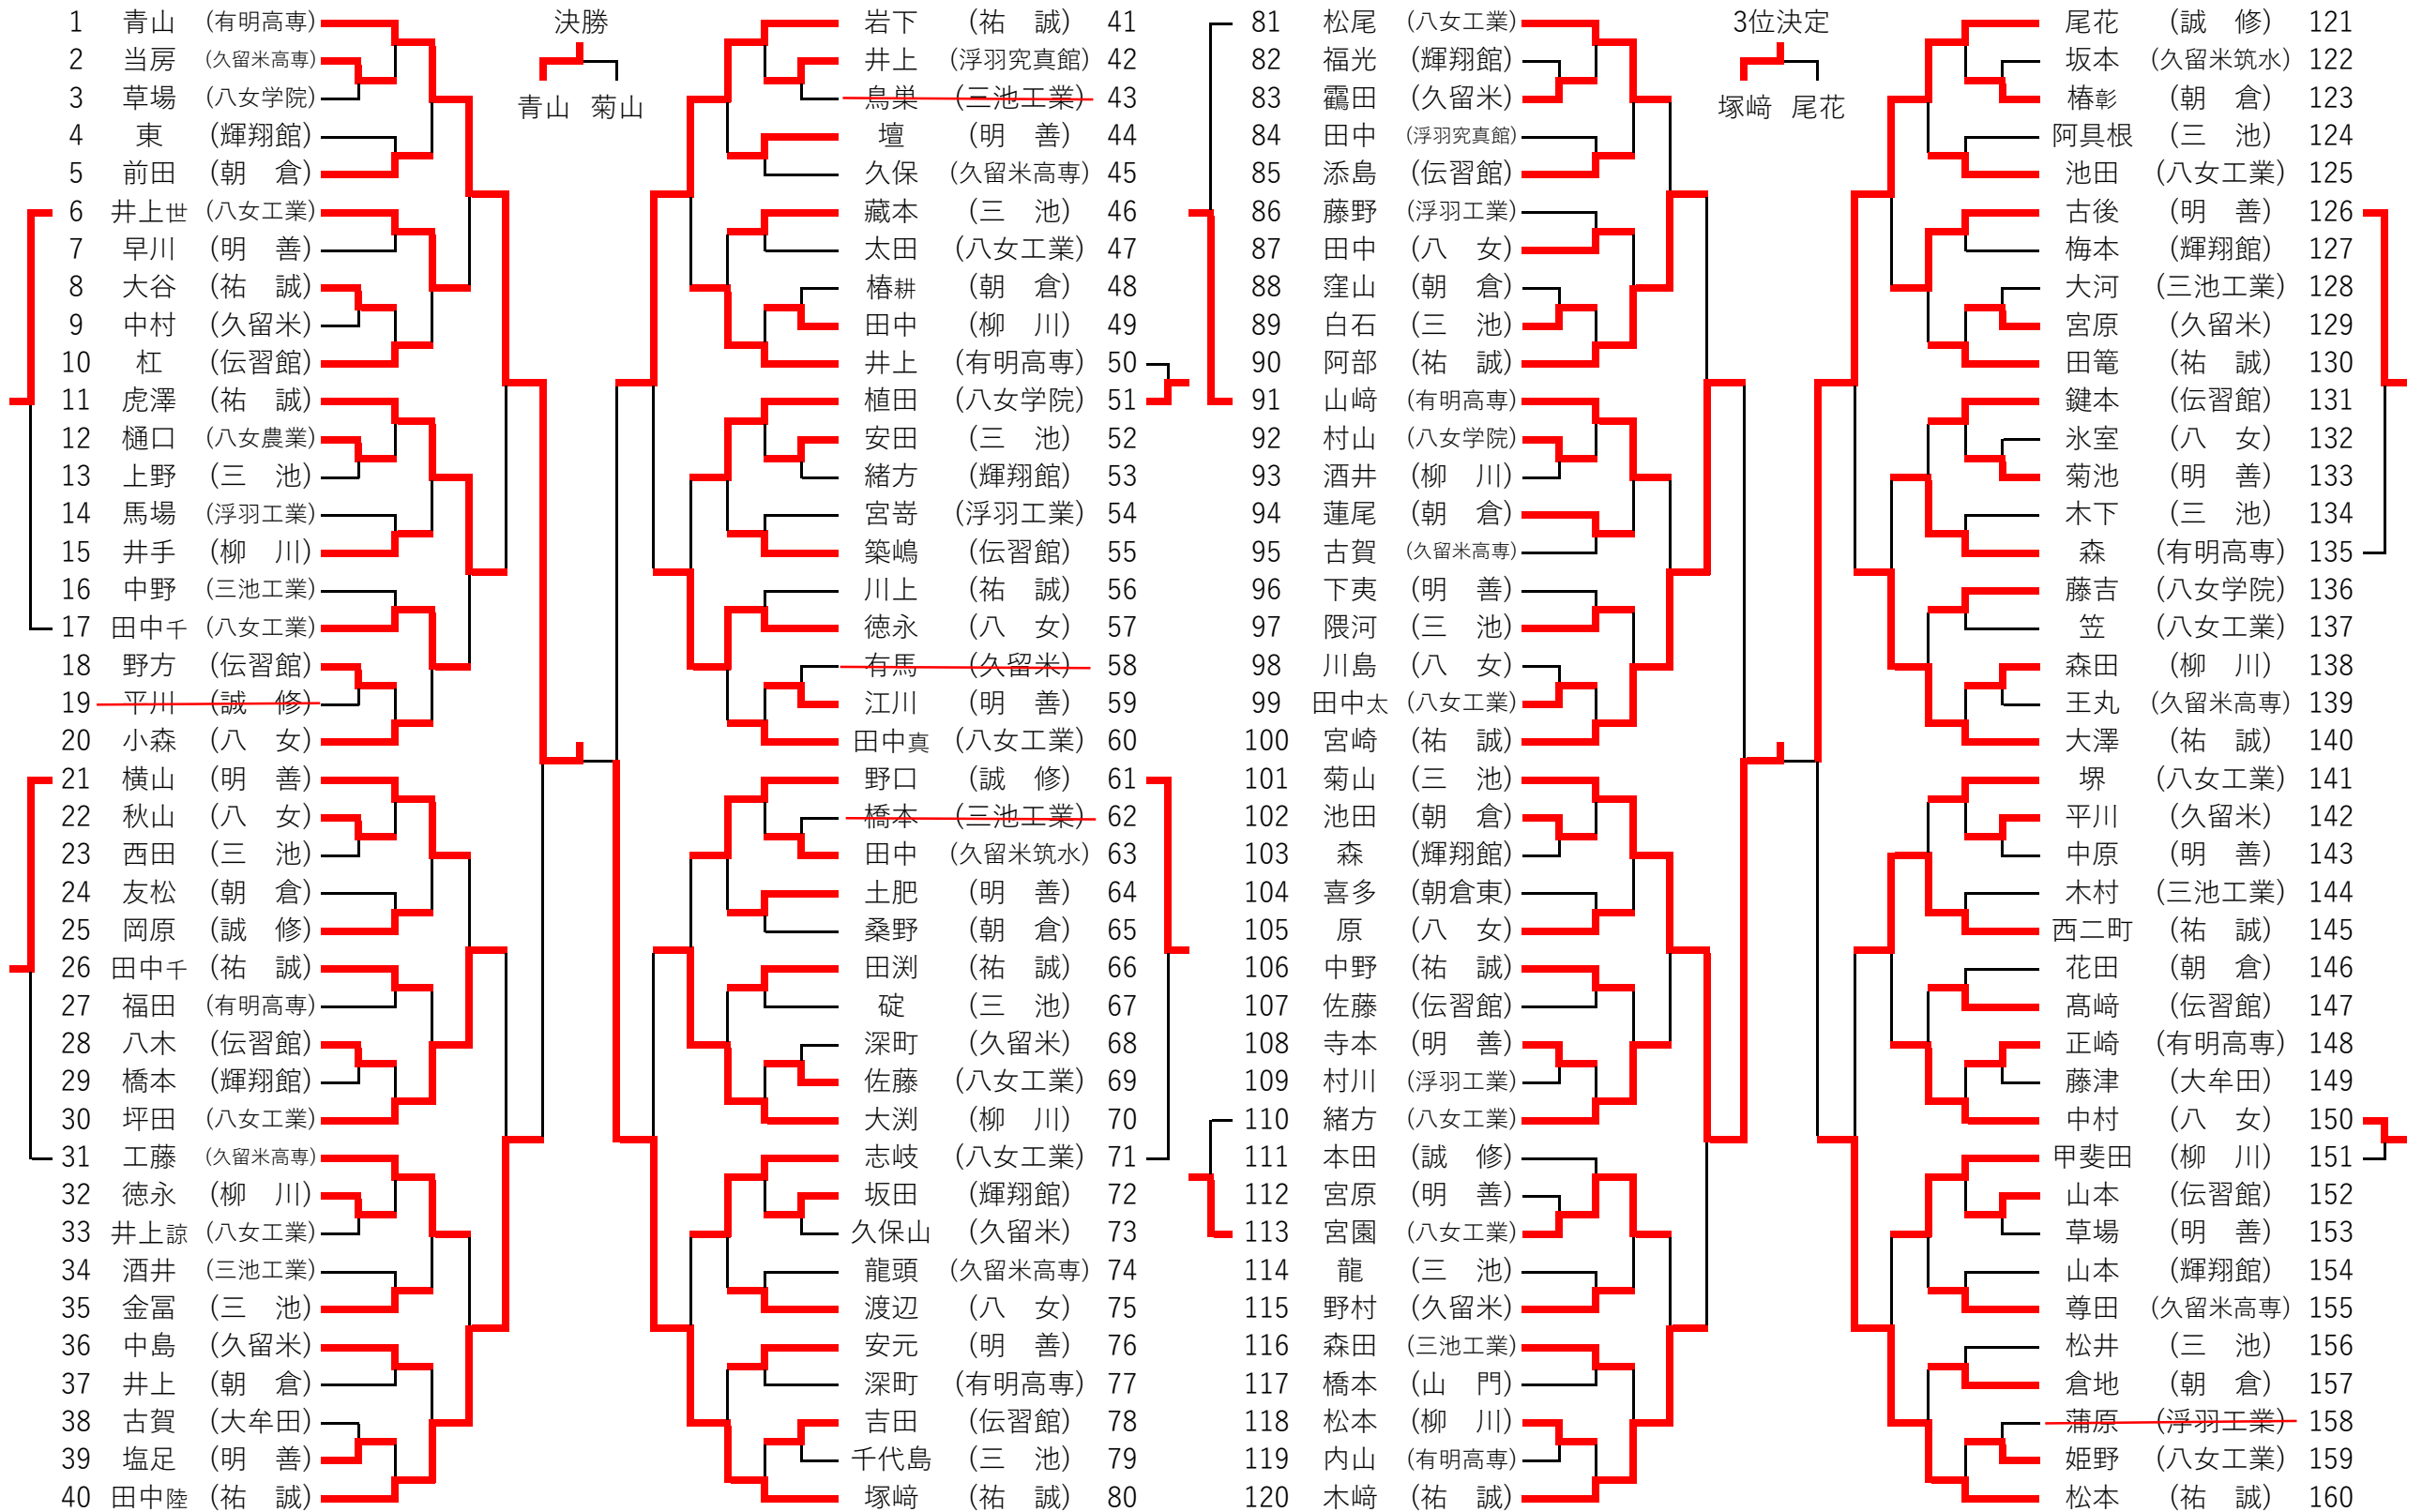 決勝
青山 菊山
3位決定
塚﨑 尾花
1 青山 (有明高専)
2 当房 (久留米高専)
3 草場 (八女学院)
4 東 (輝翔館)
5 前田 (朝 倉)
6 井上世 (八女工業)
7 早川 (明 善)
8 大谷 (祐 誠)
9 中村 (久留米)
10 杠 (伝習館)
11 虎澤 (祐 誠)
12 樋口 (八女農業)
13 上野 (三 池)
14 馬場 (浮羽工業)
15 井手 (柳 川)
16 中野 (三池工業)
17 田中千 (八女工業)
18 野方 (伝習館)
19 平川 (誠 修)
20 小森 (八 女)
21 横山 (明 善)
22 秋山 (八 女)
23 西田 (三 池)
24 友松 (朝 倉)
25 岡原 (誠 修)
26 田中千 (祐 誠)
27 福田 (有明高専)
28 八木 (伝習館)
29 橋本 (輝翔館)
30 坪田 (八女工業)
31 工藤 (久留米高専)
32 徳永 (柳 川)
33 井上諒 (八女工業)
34 酒井 (三池工業)
35 金冨 (三 池)
36 中島 (久留米)
37 井上 (朝 倉)
38 古賀 (大牟田)
39 塩足 (明 善)
40 田中陸 (祐 誠)
岩下 (祐 誠) 41
井上 (浮羽究真館) 42
鳥巣 (三池工業) 43
壇 (明 善) 44
久保 (久留米高専) 45
藏本 (三 池) 46
太田 (八女工業) 47
椿耕 (朝 倉) 48
田中 (柳 川) 49
井上 (有明高専) 50
植田 (八女学院) 51
安田 (三 池) 52
緒方 (輝翔館) 53
宮嵜 (浮羽工業) 54
築嶋 (伝習館) 55
川上 (祐 誠) 56
徳永 (八 女) 57
有馬 (久留米) 58
江川 (明 善) 59
田中真 (八女工業) 60
野口 (誠 修) 61
橋本 (三池工業) 62
田中 (久留米筑水) 63
土肥 (明 善) 64
桑野 (朝 倉) 65
田渕 (祐 誠) 66
碇 (三 池) 67
深町 (久留米) 68
佐藤 (八女工業) 69
大渕 (柳 川) 70
志岐 (八女工業) 71
坂田 (輝翔館) 72
久保山 (久留米) 73
龍頭 (久留米高専) 74
渡辺 (八 女) 75
安元 (明 善) 76
深町 (有明高専) 77
吉田 (伝習館) 78
千代島 (三 池) 79
塚﨑 (祐 誠) 80
81 松尾 (八女工業)
82 福光 (輝翔館)
83 靍田 (久留米)
84 田中 (浮羽究真館)
85 添島 (伝習館)
86 藤野 (浮羽工業)
87 田中 (八 女)
88 窪山 (朝 倉)
89 白石 (三 池)
90 阿部 (祐 誠)
91 山﨑 (有明高専)
92 村山 (八女学院)
93 酒井 (柳 川)
94 蓮尾 (朝 倉)
95 古賀 (久留米高専)
96 下夷 (明 善)
97 隈河 (三 池)
98 川島 (八 女)
99 田中太 (八女工業)
100 宮崎 (祐 誠)
101 菊山 (三 池)
102 池田 (朝 倉)
103 森 (輝翔館)
104 喜多 (朝倉東)
105 原 (八 女)
106 中野 (祐 誠)
107 佐藤 (伝習館)
108 寺本 (明 善)
109 村川 (浮羽工業)
110 緒方 (八女工業)
111 本田 (誠 修)
112 宮原 (明 善)
113 宮園 (八女工業)
114 龍 (三 池)
115 野村 (久留米)
116 森田 (三池工業)
117 橋本 (山 門)
118 松本 (柳 川)
119 内山 (有明高専)
120 木﨑 (祐 誠)
尾花 (誠 修) 121
坂本 (久留米筑水) 122
椿彰 (朝 倉) 123
阿具根 (三 池) 124
池田 (八女工業) 125
古後 (明 善) 126
梅本 (輝翔館) 127
大河 (三池工業) 128
宮原 (久留米) 129
田篭 (祐 誠) 130
鍵本 (伝習館) 131
氷室 (八 女) 132
菊池 (明 善) 133
木下 (三 池) 134
森 (有明高専) 135
藤吉 (八女学院) 136
笠 (八女工業) 137
森田 (柳 川) 138
王丸 (久留米高専) 139
大澤 (祐 誠) 140
堺 (八女工業) 141
平川 (久留米) 142
中原 (明 善) 143
木村 (三池工業) 144
西二町 (祐 誠) 145
花田 (朝 倉) 146
髙﨑 (伝習館) 147
正崎 (有明高専) 148
藤津 (大牟田) 149
中村 (八 女) 150
甲斐田 (柳 川) 151
山本 (伝習館) 152
草場 (明 善) 153
山本 (輝翔館) 154
尊田 (久留米高専) 155
松井 (三 池) 156
倉地 (朝 倉) 157
蒲原 (浮羽工業) 158
姫野 (八女工業) 159
松本 (祐 誠) 160